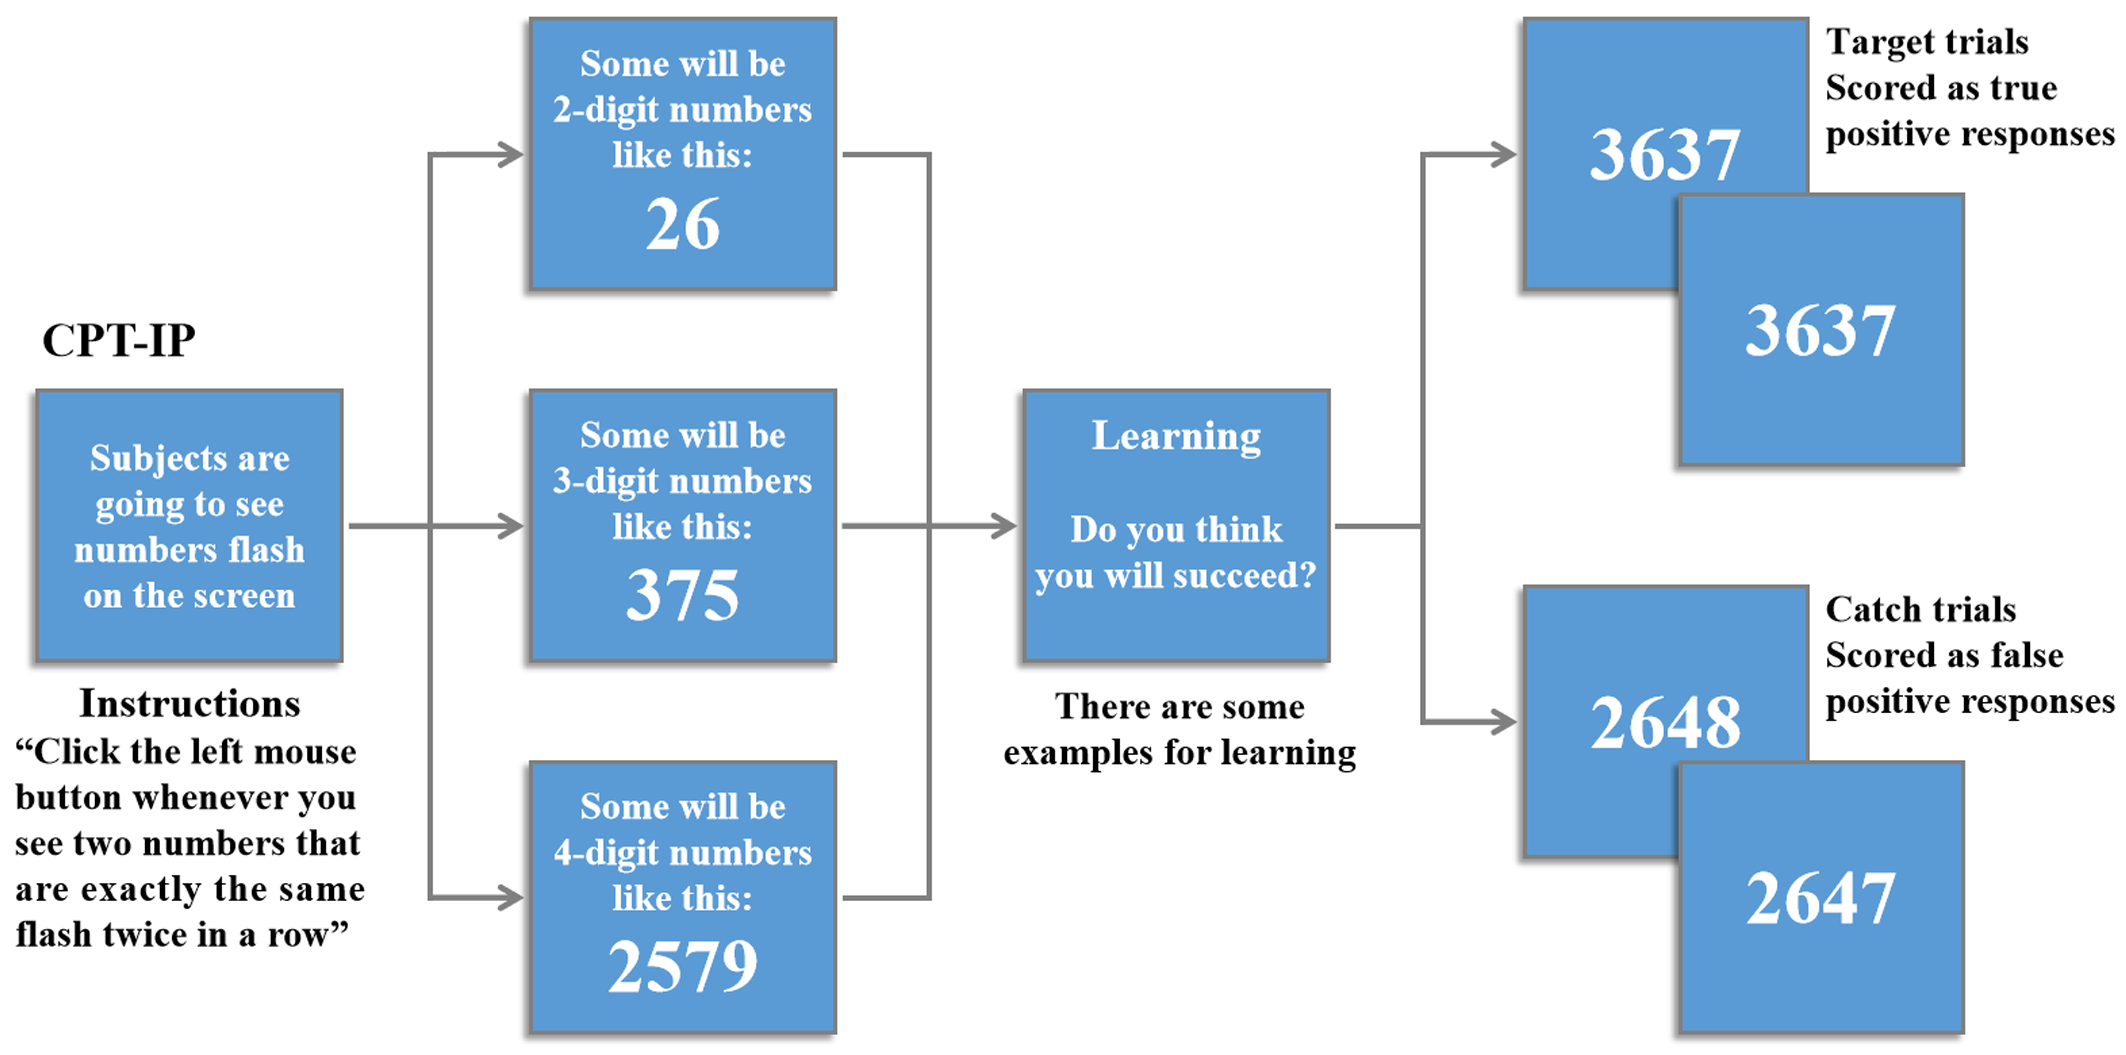 CPT-IP
Subjects are
going to see
numbers flash
on the screen
Instructions
“Click the left mouse
button whenever you
see two numbers that
are exactly the same
flash twice in a row”
Some will be
2-digit numbers
like this:
26
Some will be
3-digit numbers
like this:
375
Some will be
4-digit numbers
like this:
2579
Learning
Do you think
you will succeed?
There are some
examples for learning
3637
3637
Target trials
Scored as true
positive responses
2648
2647
Catch trials
Scored as false
positive responses